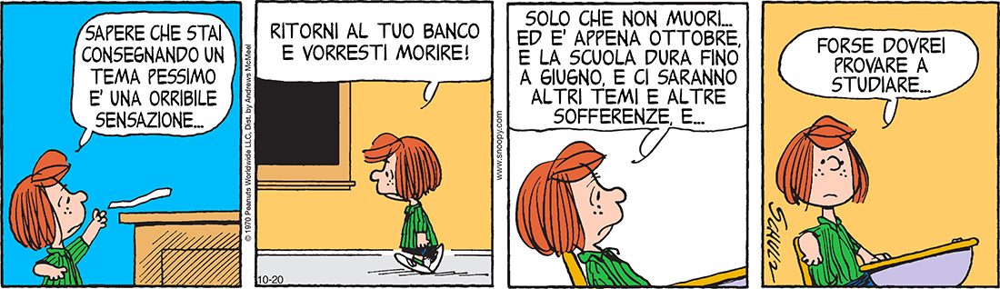 SAPERE CHE STAI
CONSEGNANDO UN
TEMA PESSIMO
E' UNA ORRIBILE
SENSAZIONE...
© 1970 Peanuts Worldwide LLC, Dist. by Andrews McMeel
RITORNI AL TUO BANCO
E VORRESTI MORIRE!
10-20
www.snoopy.com
SOLO CHE NON MUORI...
ED E' APPENA OTTOBRE,
E LA SCUOLA DURA FINO
A GIUGNO, E CI SARANNO
ALTRI TEMI E ALTRE
SOFFERENZE, E...
FORSE DOVREI
PROVARE A
STUDIARE...
SCHULZ